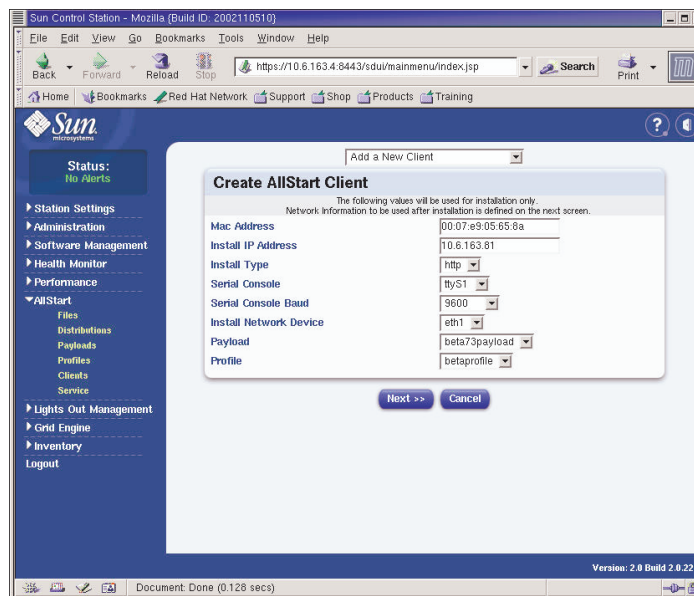 Sun Control Station - Mozilla {Build ID: 2002110510}
File Edit View Go Bookmarks Tools Window Help
Back Forward Reload Stop https://10.6.163.4:8443/sdui/mainmenu/index.jsp Search Print
Home Bookmarks Red Hat Network Support Shop Products Training
Sun
microsystems
?
Status:
No Alerts
Station Settings
Administration
Software Management
Health Monitor
Performance
AllStart
Files
Distributions
Payloads
Profiles
Clients
Service
Lights Out Management
Grid Engine
Inventory
Logout
Add a New Client
Create AllStart Client
The following values will be used for installation only.
Network Information to be used after installation is defined on the next screen.
Mac Address 00:07:e9:05:65:8a
Install IP Address 10.6.163.81
Install Type http
Serial Console ttyS1
Serial Console Baud 9600
Install Network Device eth1
Payload beta73payload
Profile betaprofile
Next >> Cancel
Version: 2.0 Build 2.0.22
Document: Done (0.128 secs)